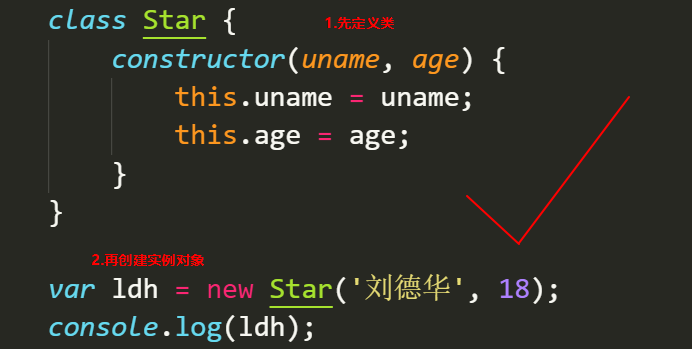 class Star {
1.先定义类
constructor(uname, age) {
this.uname = uname;
this.age = age;
}
}
2.再创建实例对象
var ldh = new Star('刘德华', 18);
console.log(ldh);